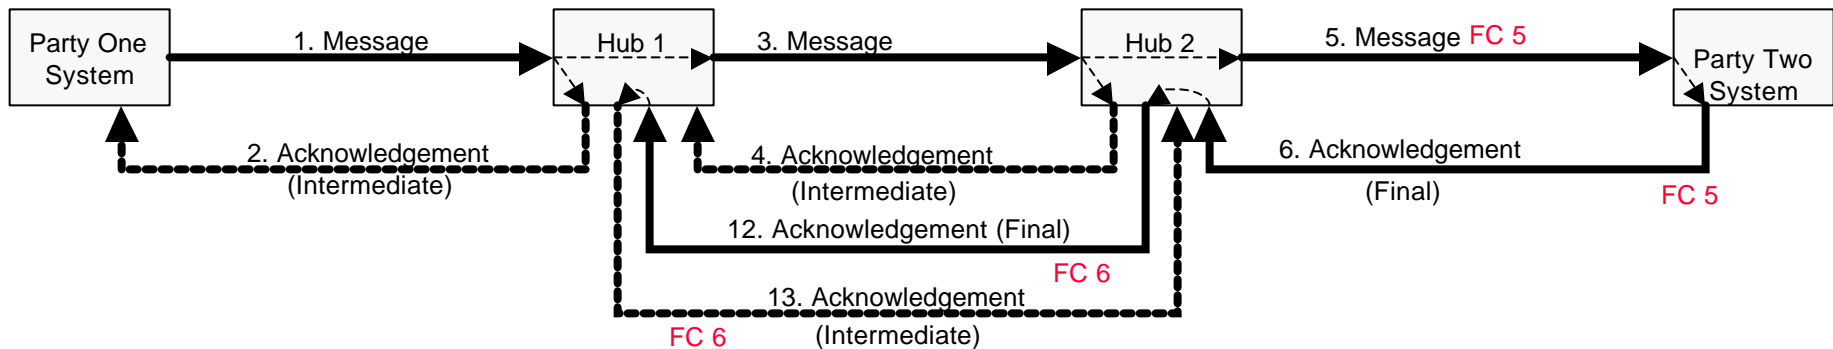 Party One
System
1. Message
Hub 1
3. Message
Hub 2
5. Message FC 5
Party Two
System
2. Acknowledgement
(Intermediate)
4. Acknowledgement
(Intermediate)
6. Acknowledgement
(Final)
FC 5
12. Acknowledgement (Final)
FC 6
13. Acknowledgement
(Intermediate)
FC 6